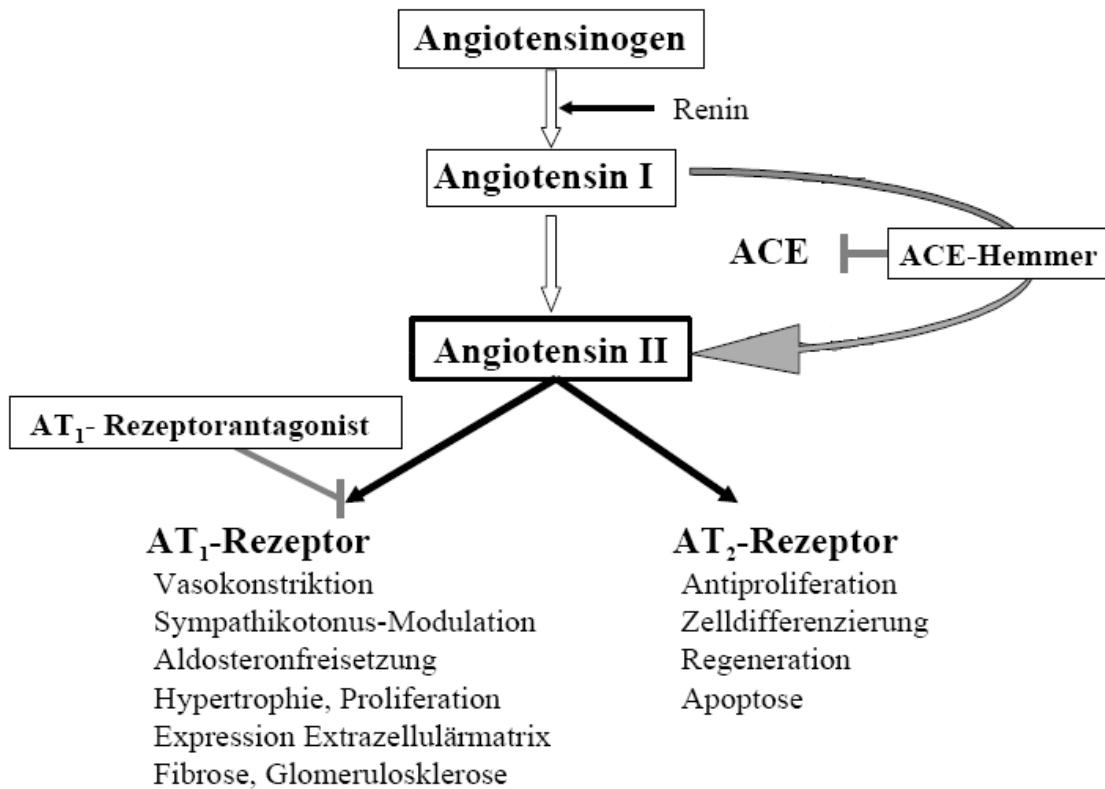 Angiotensinogen
Renin
Angiotensin I
ACE
ACE-Hemmer
Angiotensin II
AT₁- Rezeptorantagonist
AT₁-Rezeptor
Vasokonstriktion
Sympathikotonus-Modulation
Aldosteronfreisetzung
Hypertrophie, Proliferation
Expression Extrazellulärmatrix
Fibrose, Glomerulosklerose
AT₂-Rezeptor
Antiproliferation
Zelldifferenzierung
Regeneration
Apoptose